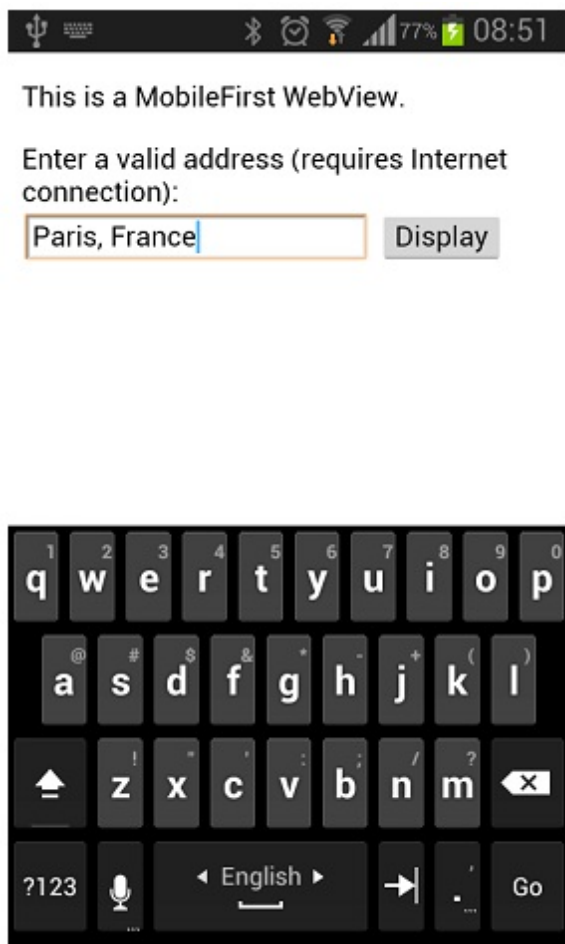 77% 08:51
This is a MobileFirst WebView.
Enter a valid address (requires Internet
connection):
Paris, France Display
1 2 3 4 5 6 7 8 9 0
q w e r t y u i o p
@ # $ & * - + ( )
a s d f g h j k l
! " ' : ; / ?
z x c v b n m
?123 English . ' Go